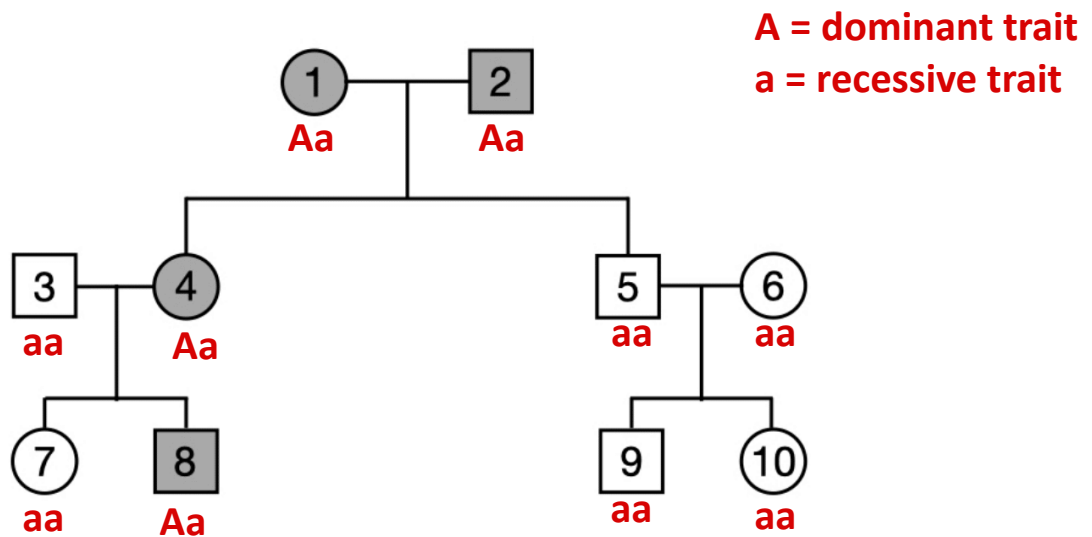 A = dominant trait
a = recessive trait
1 2
Aa Aa
3 4 5 6
aa Aa aa aa
7 8 9 10
aa Aa aa aa